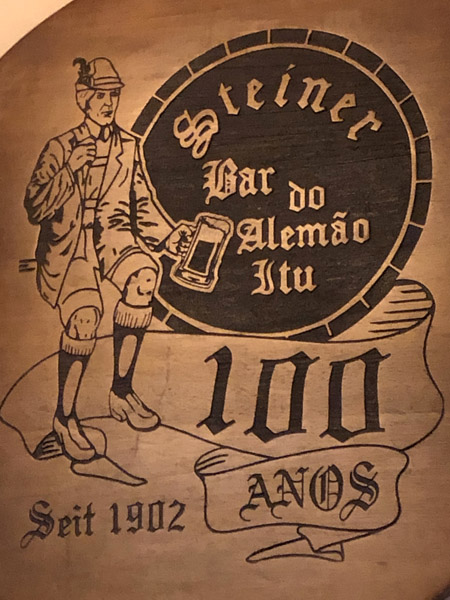 Steiner
Bar do
Alemão
Itu
100
ANOS
Seit 1902